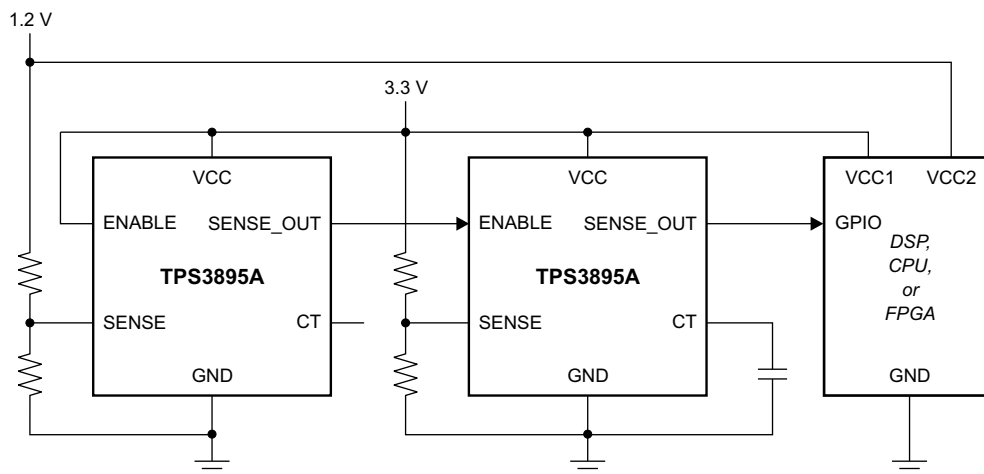 1.2 V
3.3 V
VCC
ENABLE
SENSE_OUT
TPS3895A
SENSE
CT
GND
VCC
ENABLE
SENSE_OUT
TPS3895A
SENSE
CT
GND
VCC1
VCC2
GPIO
DSP,
CPU,
or
FPGA
GND